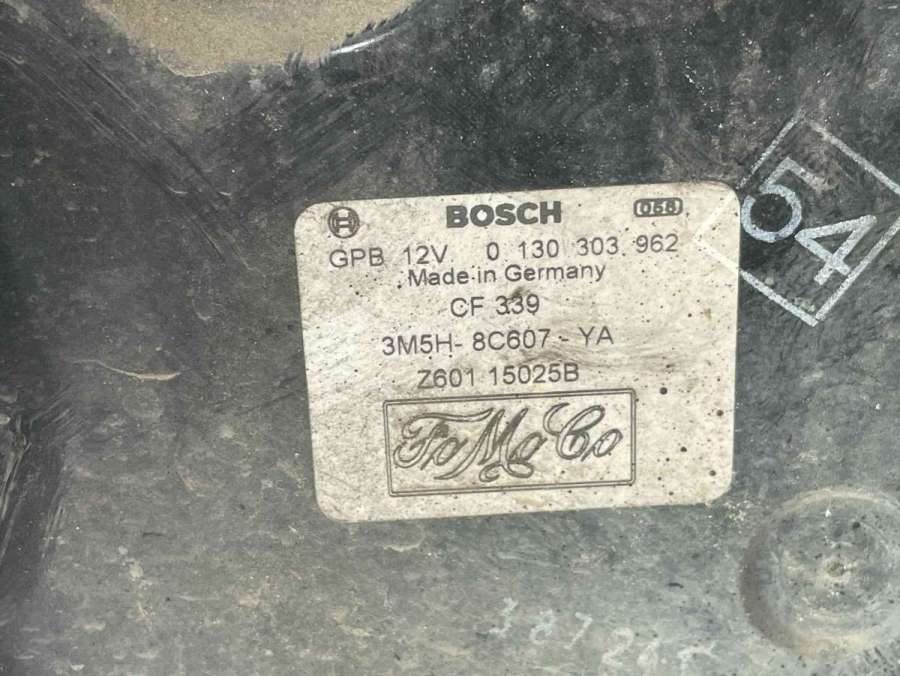 BOSCH 068
GPB 12V 0 130 303 962
Made in Germany
CF 339
3M5H- 8C607 - YA
Z601 15025B
FoMoCo
54